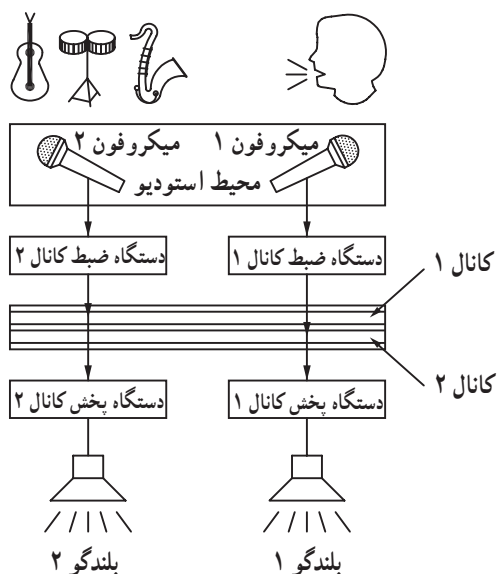 میکروفون ۱
میکروفون ۲
محیط استودیو
دستگاه ضبط کانال ۱
دستگاه ضبط کانال ۲
کانال ۱
کانال ۲
دستگاه پخش کانال ۱
دستگاه پخش کانال ۲
بلندگو ۱
بلندگو ۲